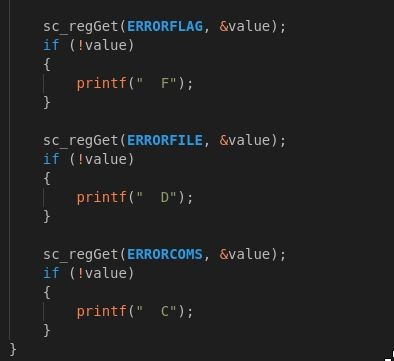 sc_regGet(ERRORFLAG, &value);
if (!value)
{
printf("  F");
}
sc_regGet(ERRORFILE, &value);
if (!value)
{
printf("  D");
}
sc_regGet(ERRORCOMS, &value);
if (!value)
{
printf("  C");
}
}